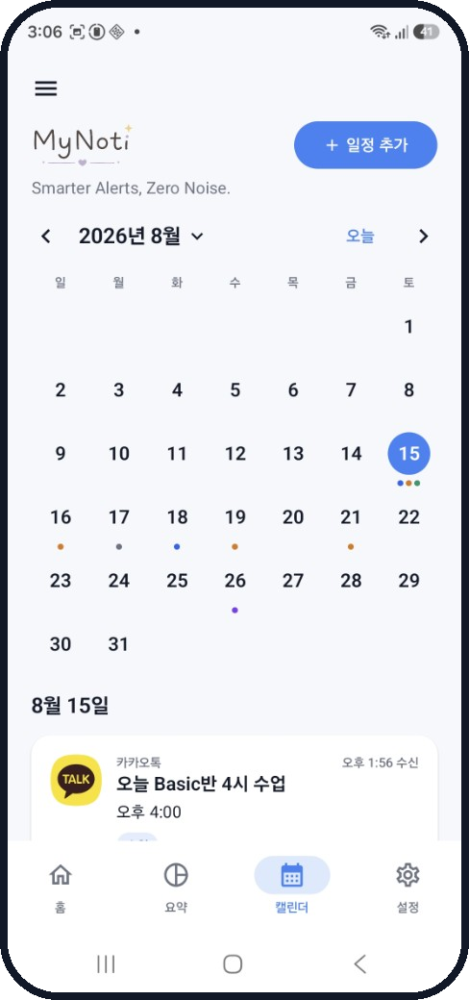 3:06
41
MyNoti
+ 일정 추가
Smarter Alerts, Zero Noise.
2026년 8월
오늘
일 월 화 수 목 금 토
1
2 3 4 5 6 7 8
9 10 11 12 13 14 15
16 17 18 19 20 21 22
23 24 25 26 27 28 29
30 31
8월 15일
TALK
카카오톡
오후 1:56 수신
오늘 Basic반 4시 수업
오후 4:00
홈 요약 캘린더 설정